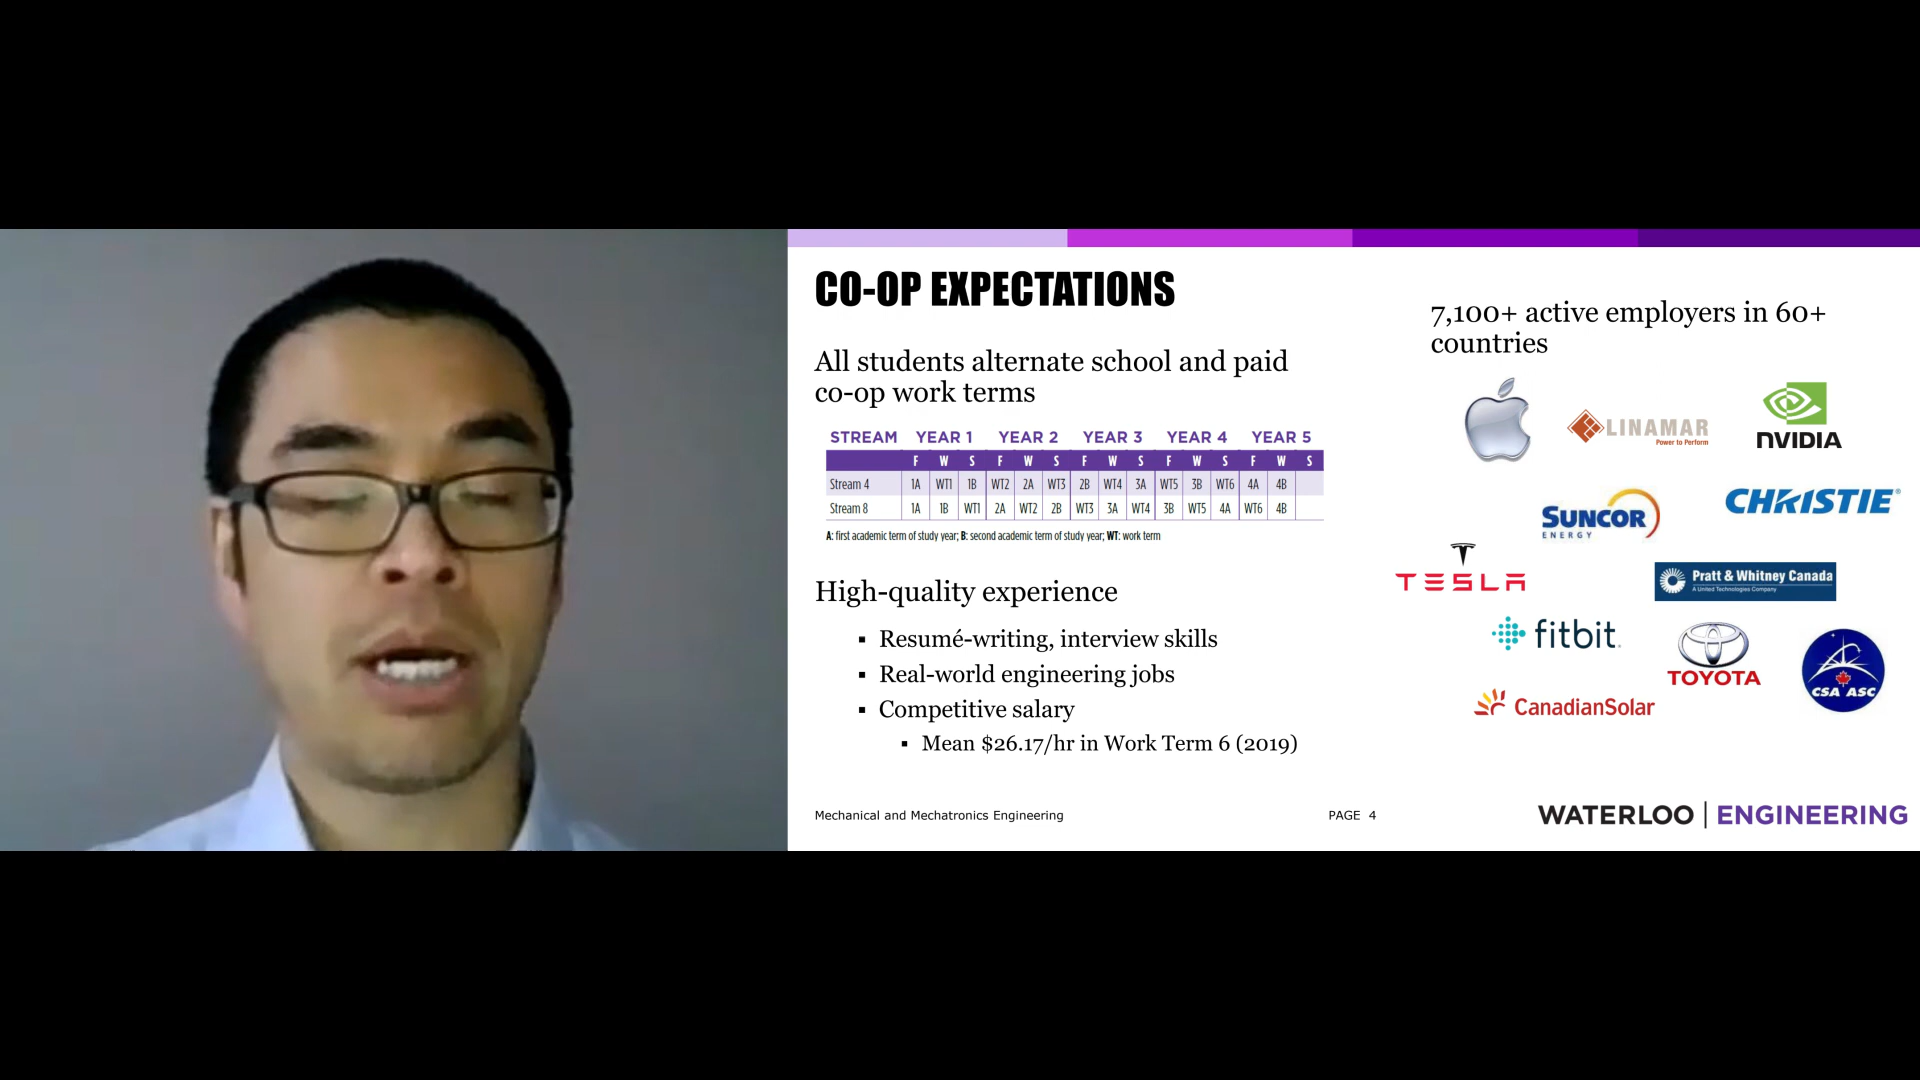 CO-OP EXPECTATIONS
All students alternate school and paid
co-op work terms
STREAM YEAR 1 YEAR 2 YEAR 3 YEAR 4 YEAR 5
F W S F W S F W S F W S F W S
Stream 4 1A WT1 1B WT2 2A WT3 2B WT4 3A WT5 3B WT6 4A 4B
Stream 8 1A 1B WT1 2A WT2 2B WT3 3A WT4 3B WT5 4A WT6 4B
A: first academic term of study year; B: second academic term of study year; WT: work term
High-quality experience
▪ Resumé-writing, interview skills
▪ Real-world engineering jobs
▪ Competitive salary
▪ Mean $26.17/hr in Work Term 6 (2019)
7,100+ active employers in 60+
countries
LINAMAR
Power to Perform
NVIDIA
SUNCOR
ENERGY
CHRISTIE®
TESLA
Pratt & Whitney Canada
A United Technologies Company
fitbit
TOYOTA
CSA ASC
CanadianSolar
Mechanical and Mechatronics Engineering
PAGE 4
WATERLOO | ENGINEERING